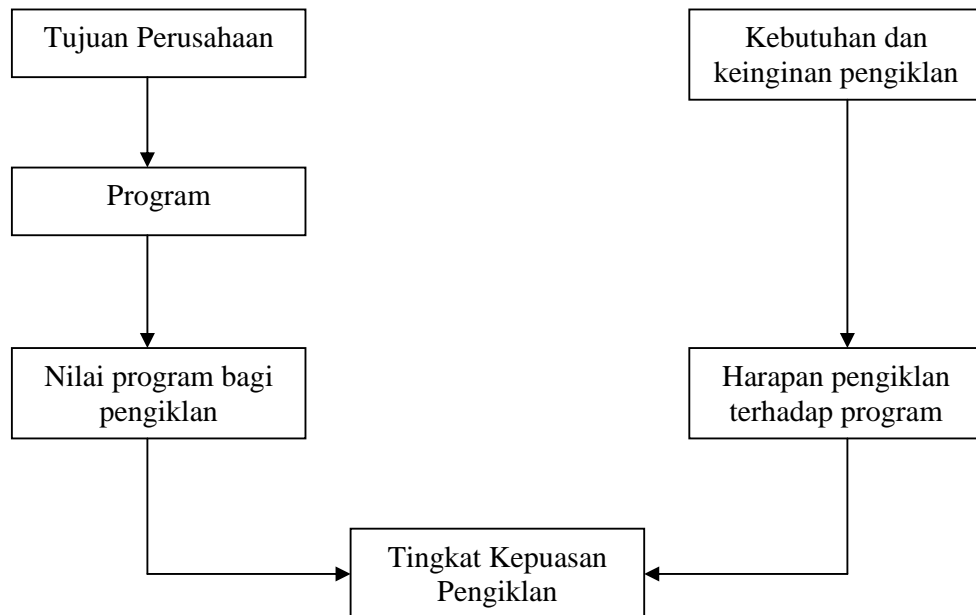 Tujuan Perusahaan
Kebutuhan dan
keinginan pengiklan
Program
Nilai program bagi
pengiklan
Harapan pengiklan
terhadap program
Tingkat Kepuasan
Pengiklan